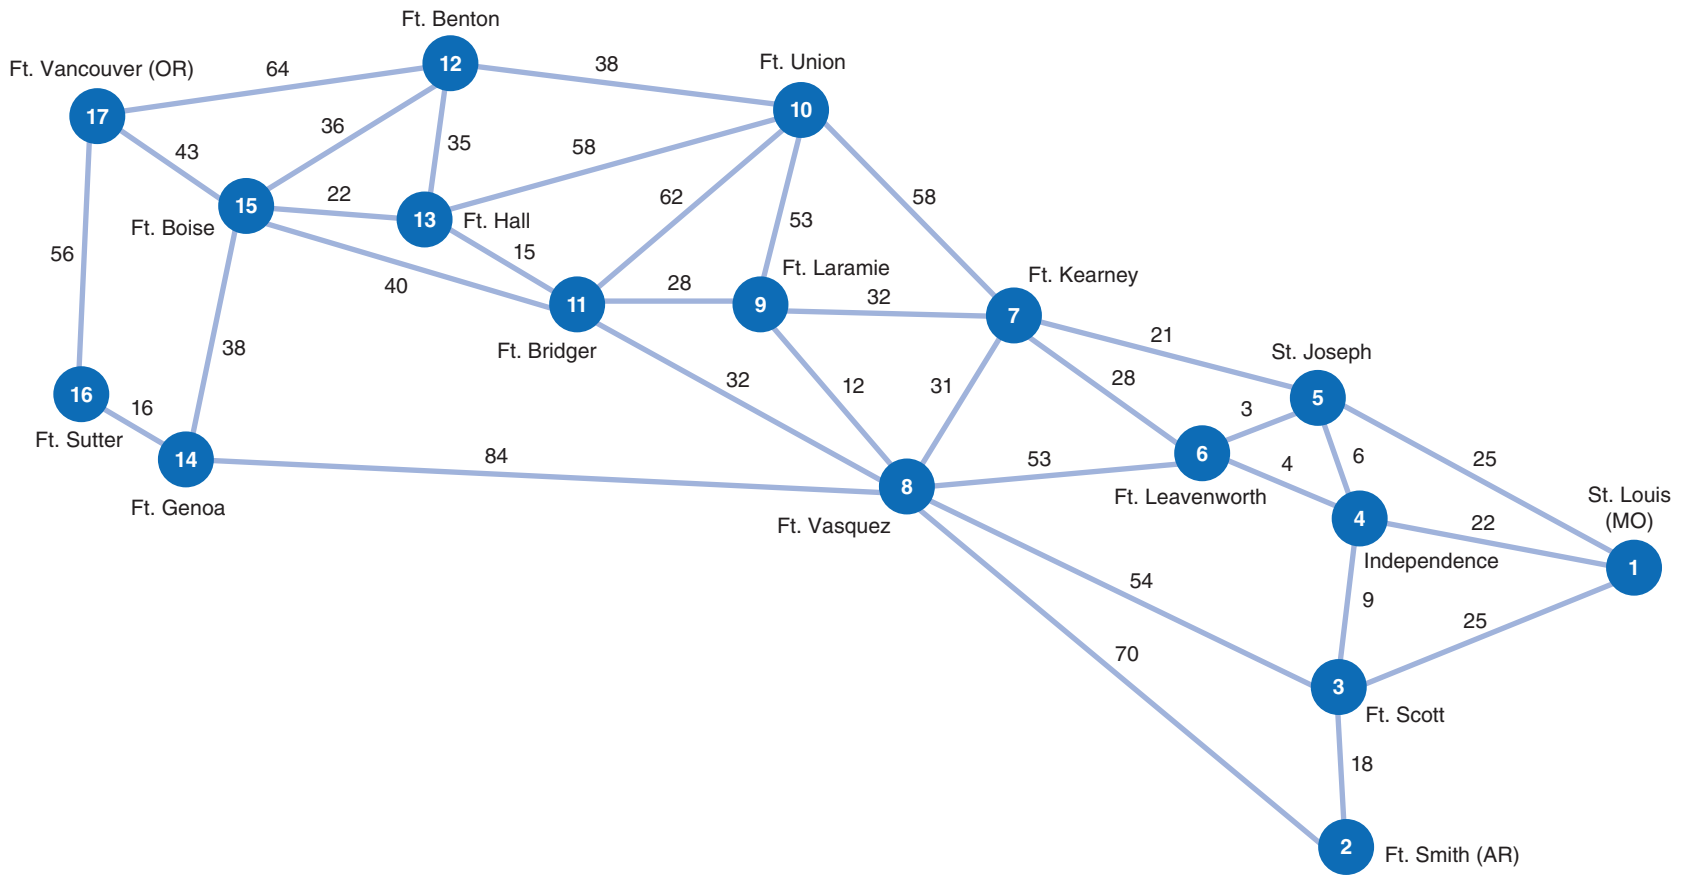 Ft. Benton
12
Ft. Vancouver (OR)
64
38
Ft. Union
17
10
36
35
58
43
22
62
58
15
13
Ft. Hall
53
Ft. Boise
56
15
40
28
Ft. Laramie
32
Ft. Kearney
11
9
7
21
Ft. Bridger
St. Joseph
38
32
12
31
28
5
16
16
3
Ft. Sutter
14
84
53
6
4
6
25
Ft. Genoa
8
Ft. Leavenworth
St. Louis
(MO)
Ft. Vasquez
4
22
Independence
1
54
9
25
70
3
Ft. Scott
18
2
Ft. Smith (AR)